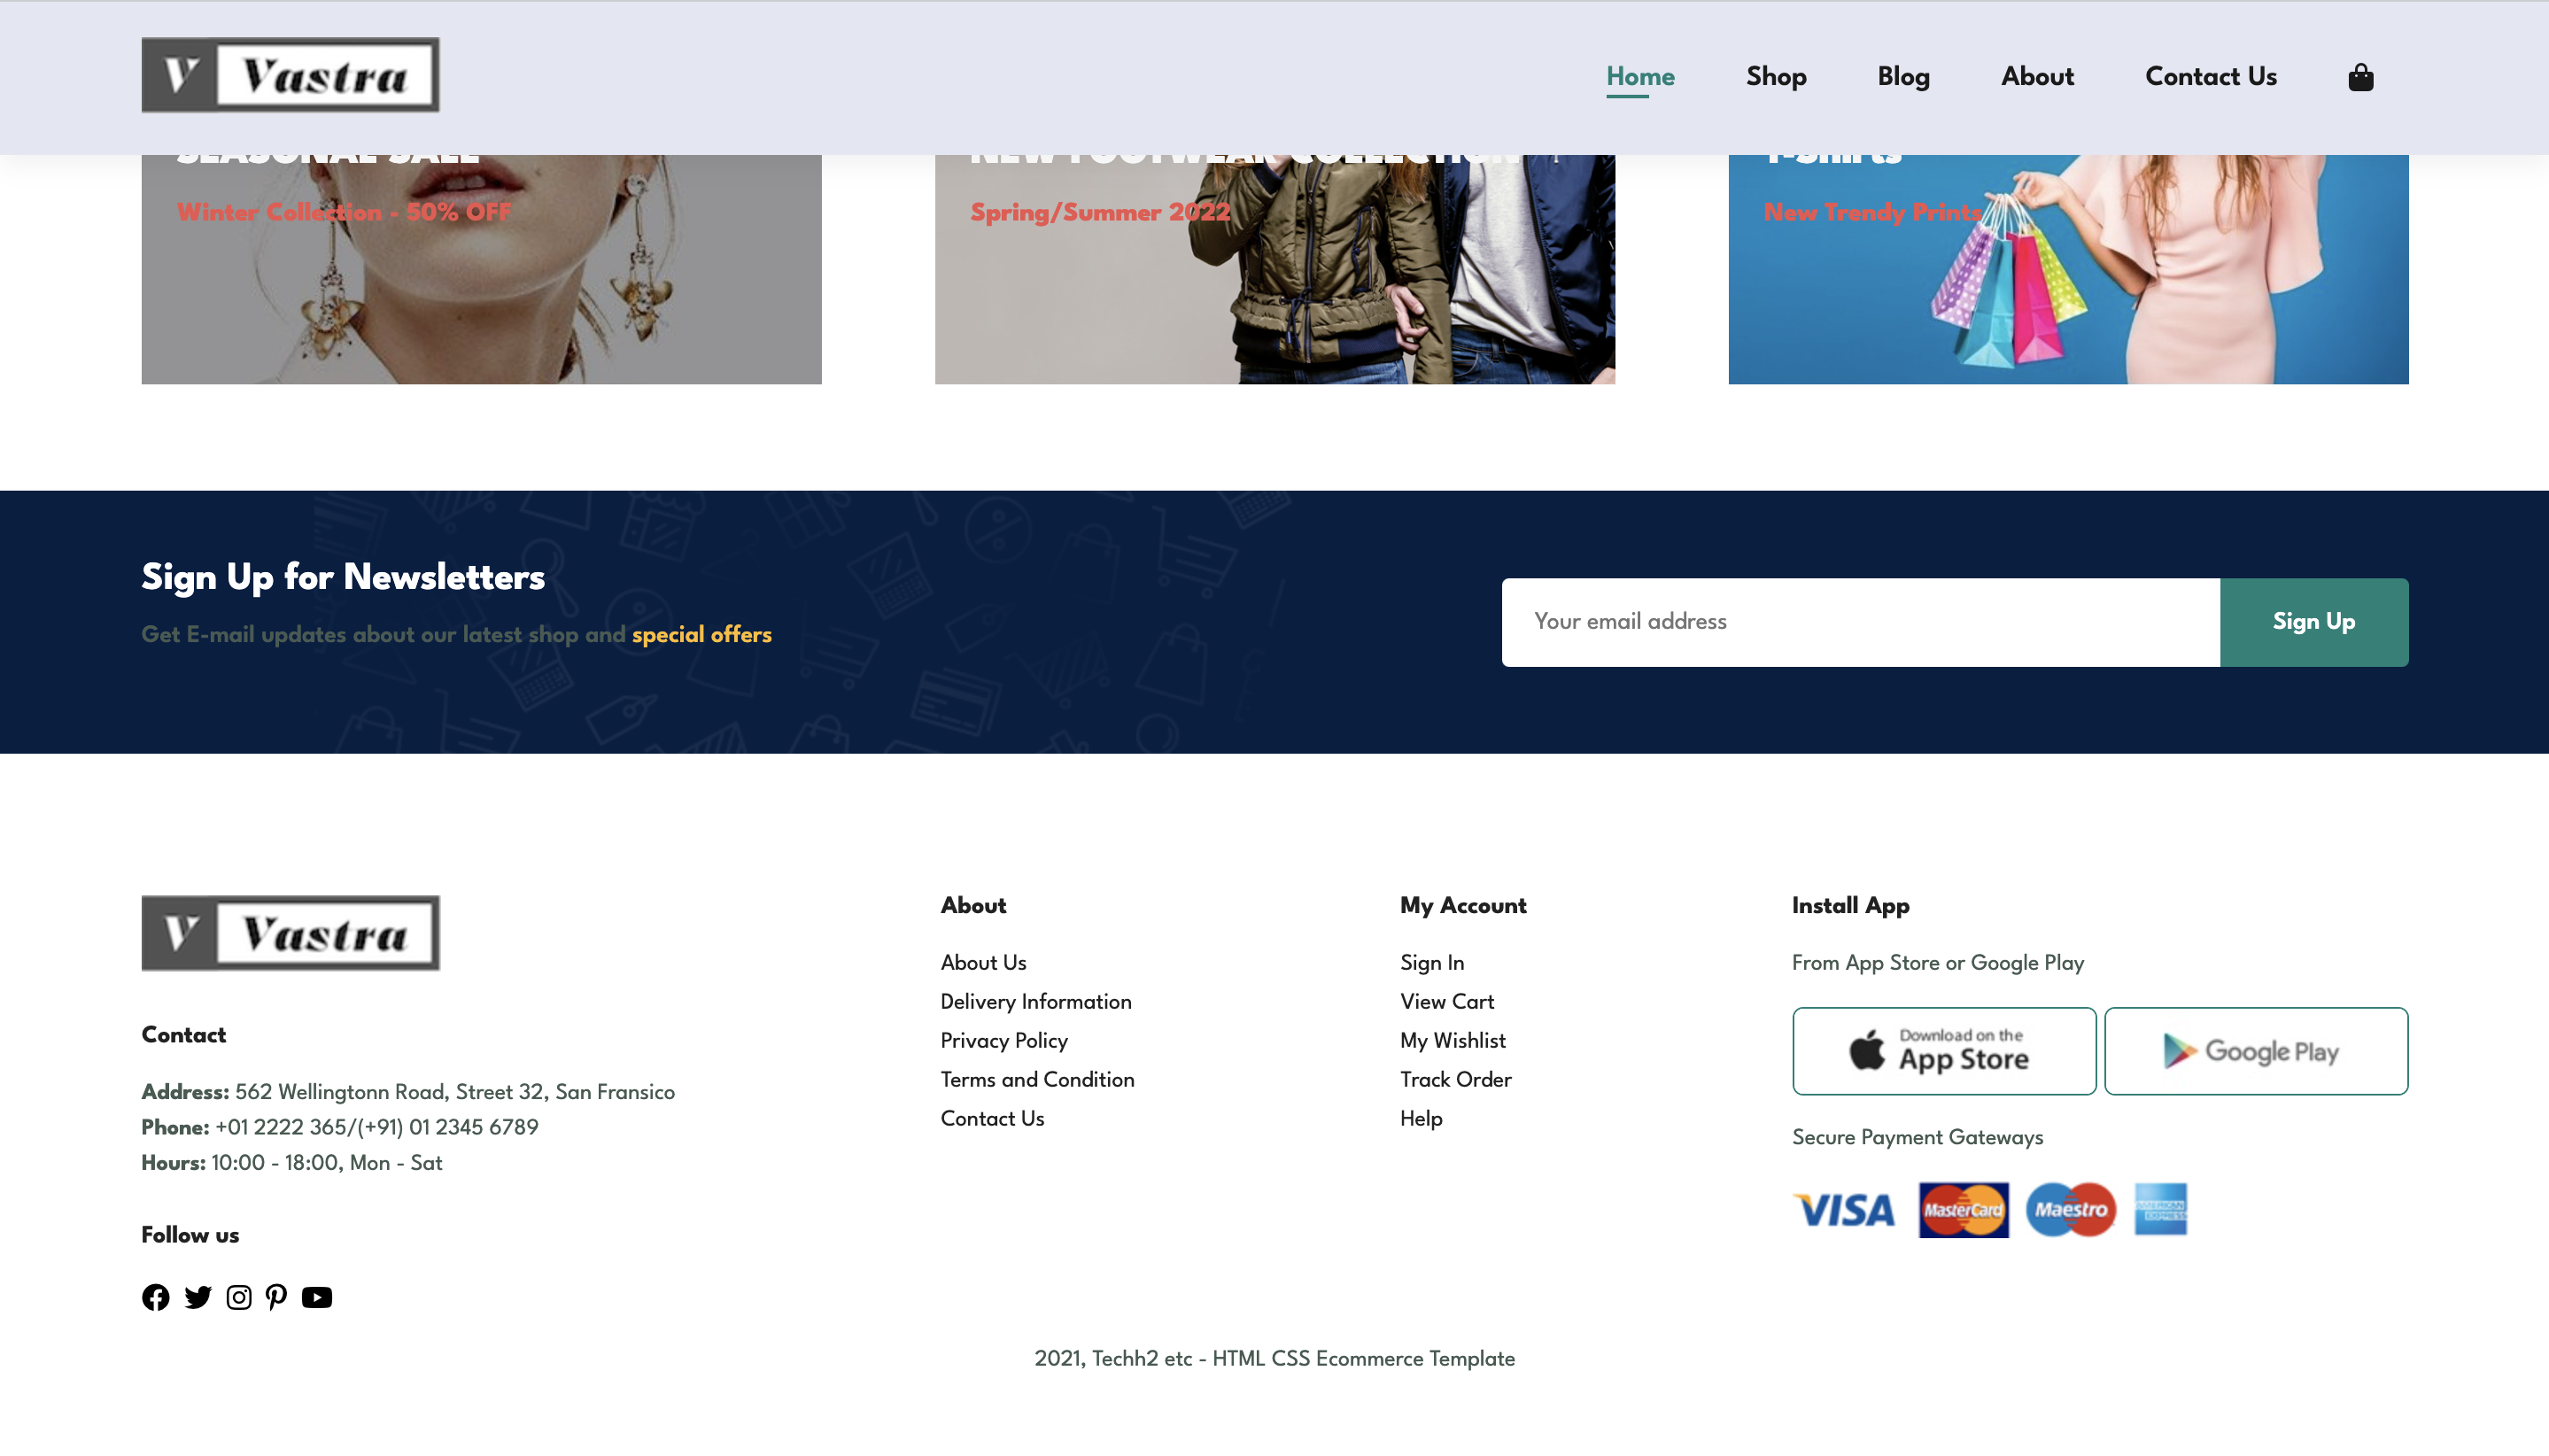 V Vastra
Home Shop Blog About Contact Us
SEASONAL SALE
NEW FOOTWEAR COLLECTION
T-Shirts
Winter Collection - 50% OFF
Spring/Summer 2022
New Trendy Prints
Sign Up for Newsletters
Get E-mail updates about our latest shop and special offers
Your email address
Sign Up
V Vastra
Contact
Address: 562 Wellingtonn Road, Street 32, San Fransico
Phone: +01 2222 365/(+91) 01 2345 6789
Hours: 10:00 - 18:00, Mon - Sat
Follow us
About
About Us
Delivery Information
Privacy Policy
Terms and Condition
Contact Us
My Account
Sign In
View Cart
My Wishlist
Track Order
Help
Install App
From App Store or Google Play
Download on the
App Store
Google Play
Secure Payment Gateways
VISA
MasterCard
Maestro
AMERICAN
EXPRESS
2021, Techh2 etc - HTML CSS Ecommerce Template